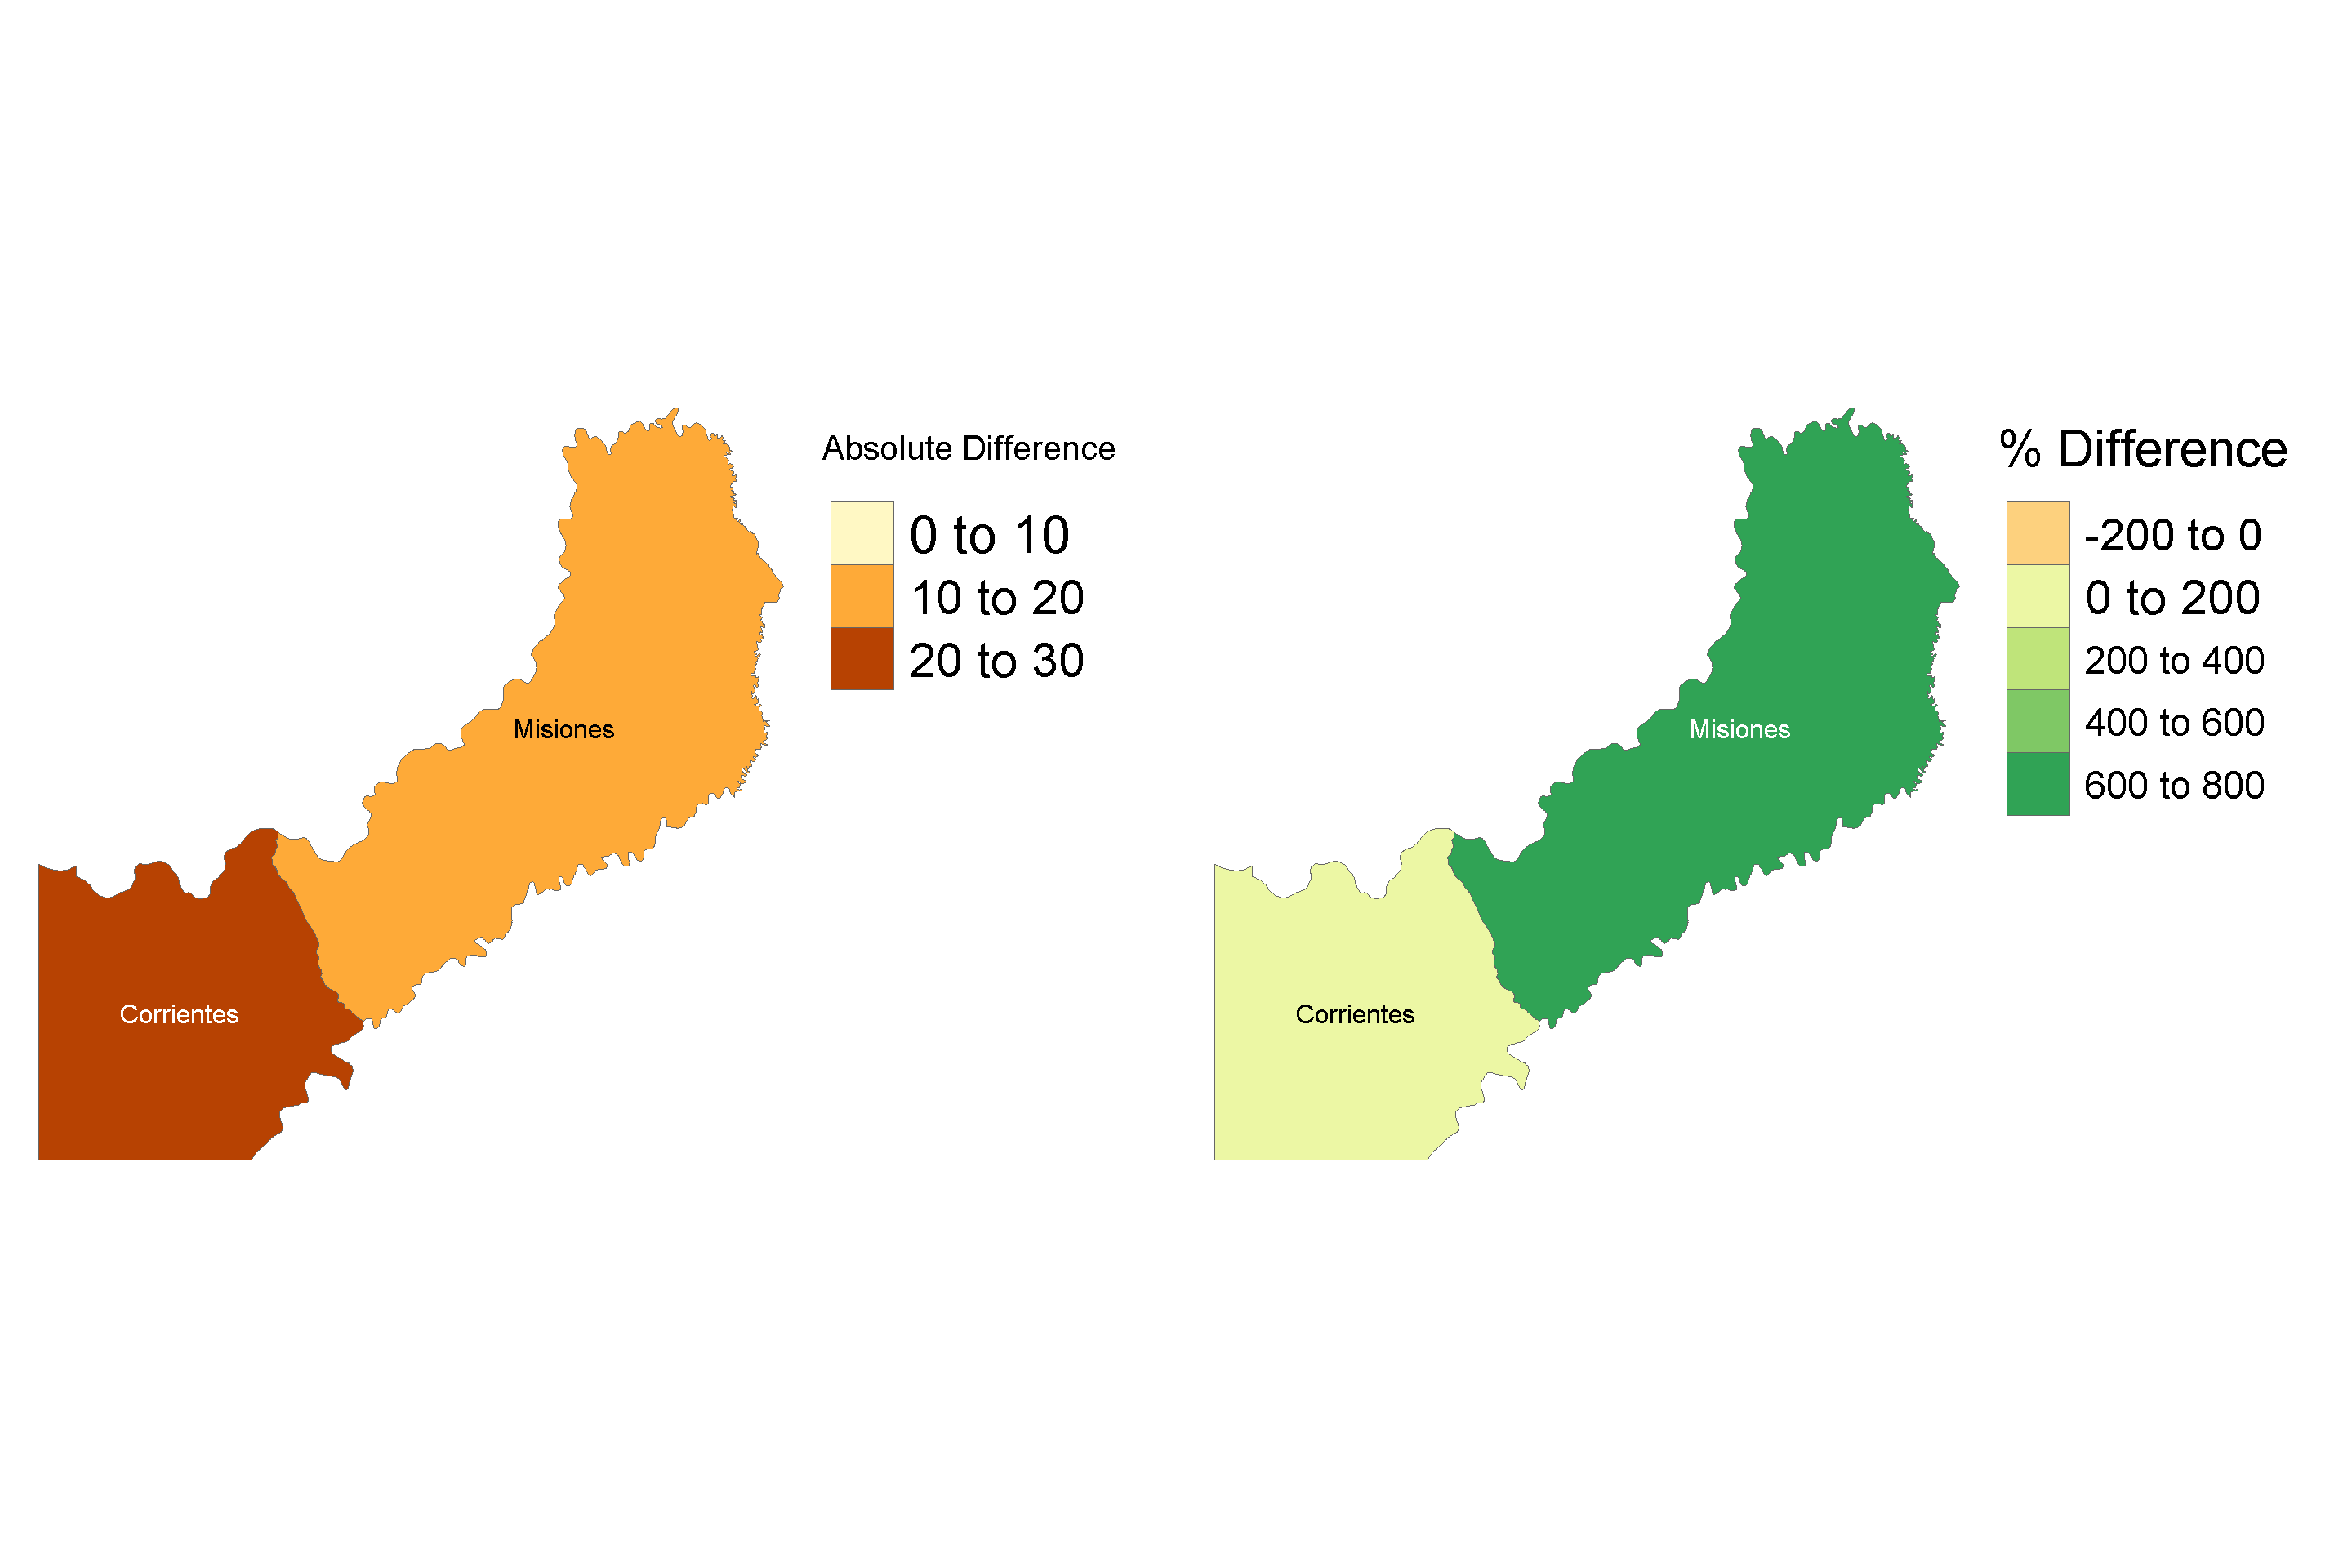 Absolute Difference
0 to 10
10 to 20
20 to 30
Misiones
Corrientes
% Difference
-200 to 0
0 to 200
200 to 400
400 to 600
600 to 800
Misiones
Corrientes